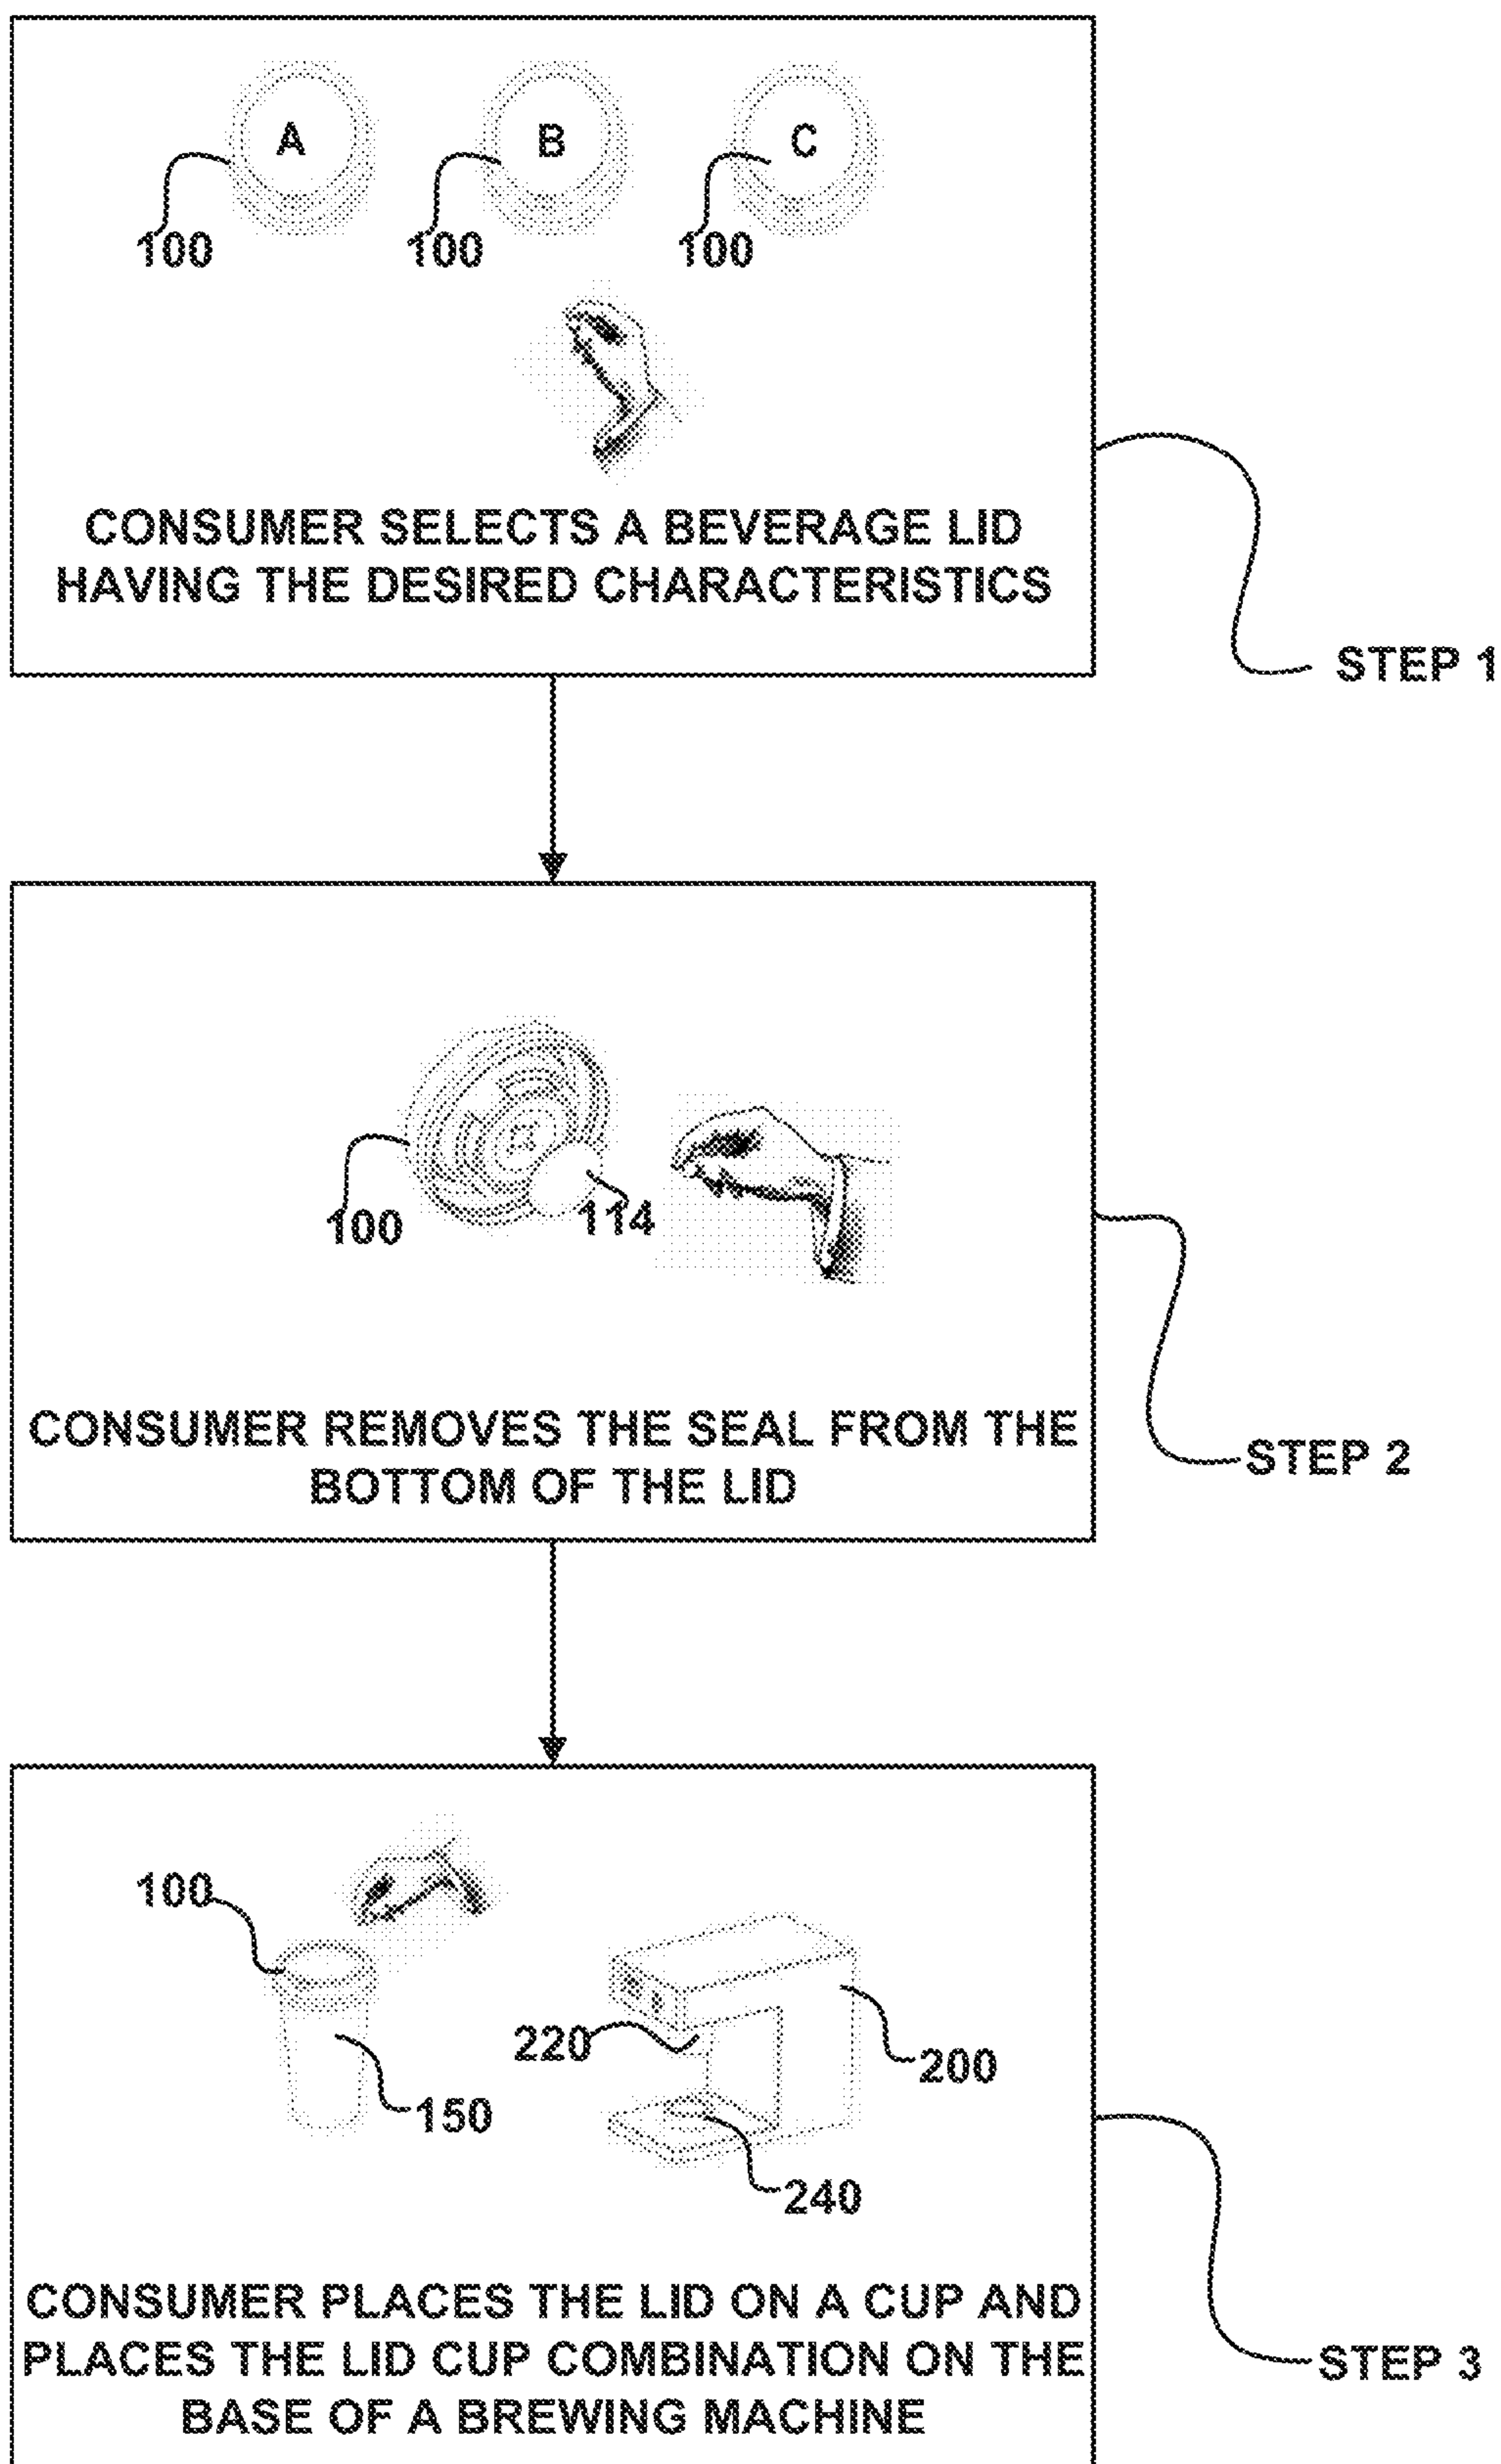 A B C
100 100 100
CONSUMER SELECTS A BEVERAGE LID
HAVING THE DESIRED CHARACTERISTICS
STEP 1
100
114
CONSUMER REMOVES THE SEAL FROM THE
BOTTOM OF THE LID
STEP 2
100
220
200
150
240
CONSUMER PLACES THE LID ON A CUP AND
PLACES THE LID CUP COMBINATION ON THE
BASE OF A BREWING MACHINE
STEP 3